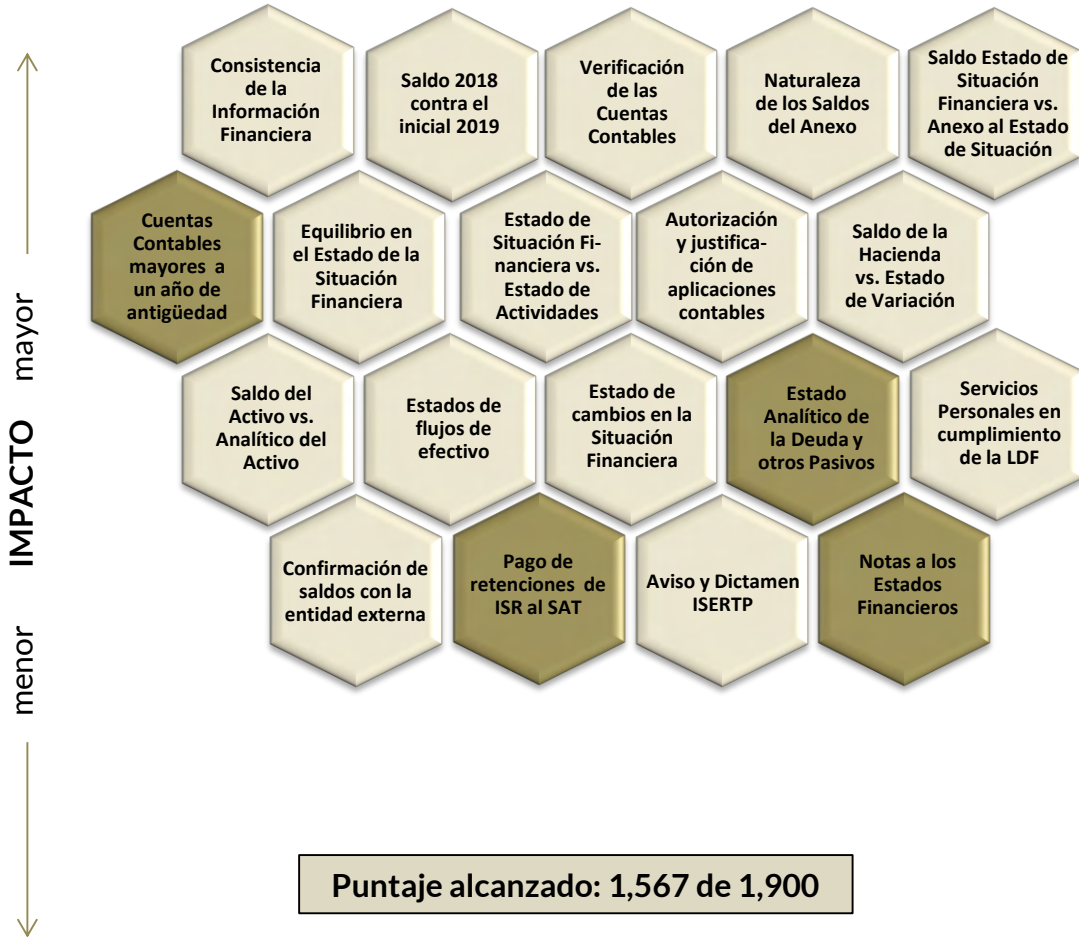 Consistencia
de la
Información
Financiera
Saldo 2018
contra el
inicial 2019
Verificación
de las
Cuentas
Contables
Naturaleza
de los Saldos
del Anexo
Saldo Estado de
Situación
Financiera vs.
Anexo al Estado
de Situación
Cuentas
Contables
mayores a
un año de
antigüedad
Equilibrio en
el Estado de la
Situación
Financiera
Estado de
Situación Fi-
nanciera vs.
Estado de
Actividades
Autorización
y justifica-
ción de
aplicaciones
contables
Saldo de la
Hacienda
vs. Estado
de Variación
Saldo del
Activo vs.
Analítico del
Activo
Estados de
flujos de
efectivo
Estado de
cambios en la
Situación
Financiera
Estado
Analítico de
la Deuda y
otros Pasivos
Servicios
Personales en
cumplimiento
de la LDF
Confirmación de
saldos con la
entidad externa
Pago de
retenciones de
ISR al SAT
Aviso y Dictamen
ISERTP
Notas a los
Estados
Financieros
menor IMPACTO mayor
Puntaje alcanzado: 1,567 de 1,900